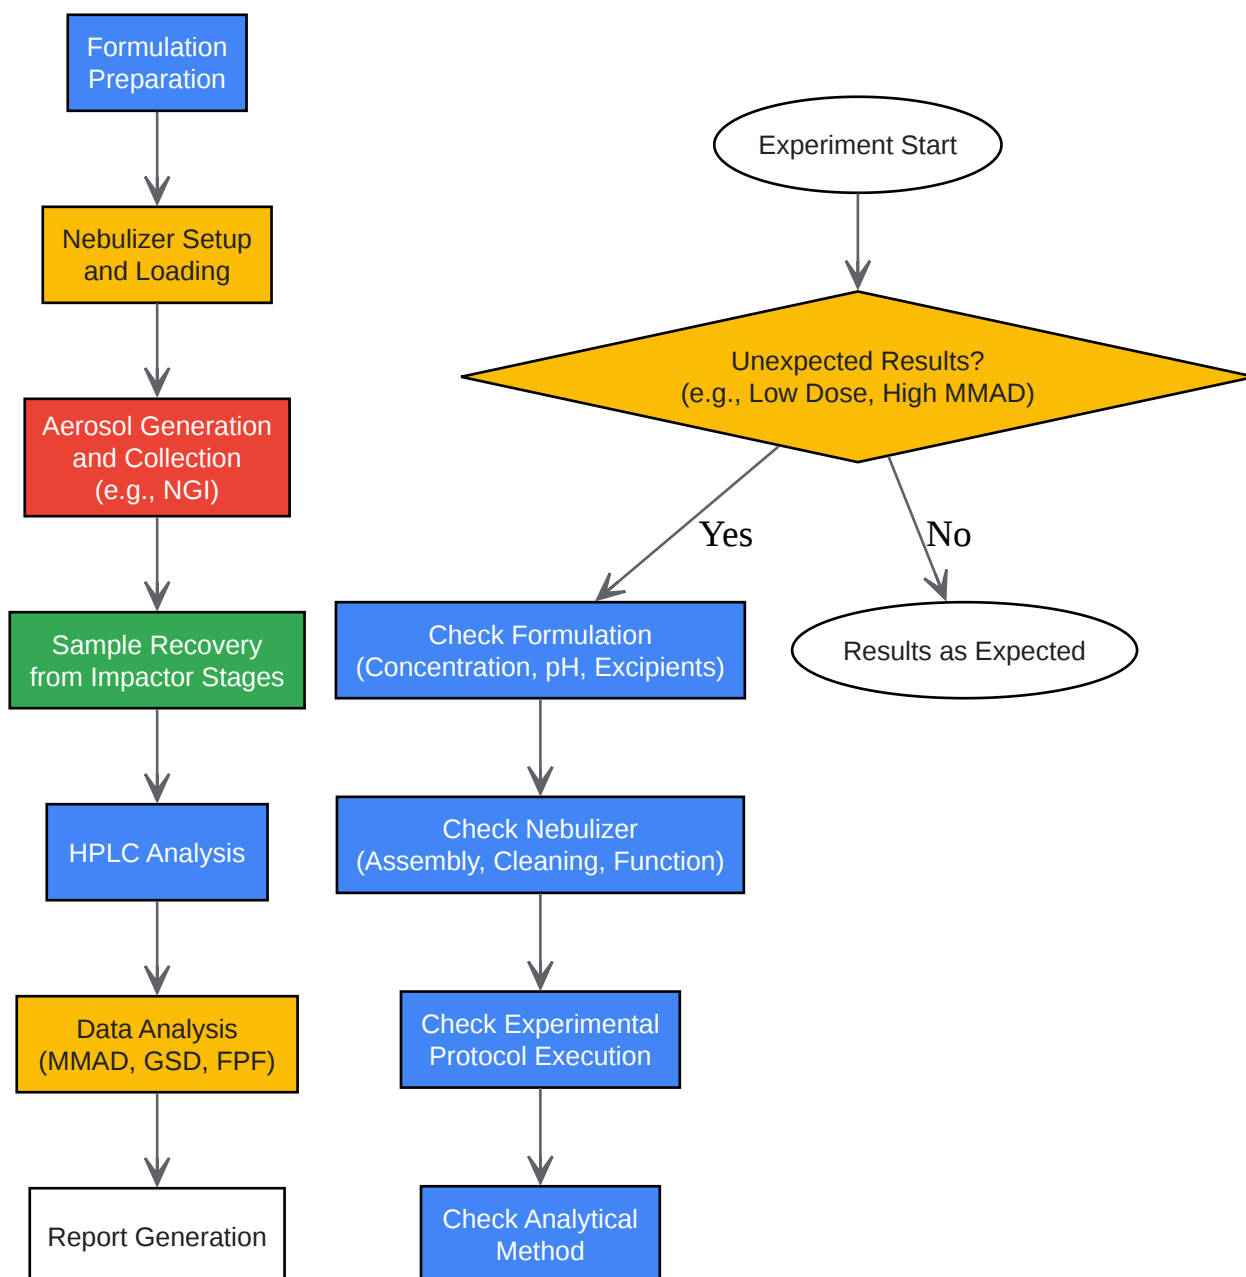 Formulation
Preparation
Nebulizer Setup
and Loading
Aerosol Generation
and Collection
(e.g., NGI)
Sample Recovery
from Impactor Stages
HPLC Analysis
Data Analysis
(MMAD, GSD, FPF)
Report Generation
Experiment Start
Unexpected Results?
(e.g., Low Dose, High MMAD)
Yes
No
Check Formulation
(Concentration, pH, Excipients)
Results as Expected
Check Nebulizer
(Assembly, Cleaning, Function)
Check Experimental
Protocol Execution
Check Analytical
Method